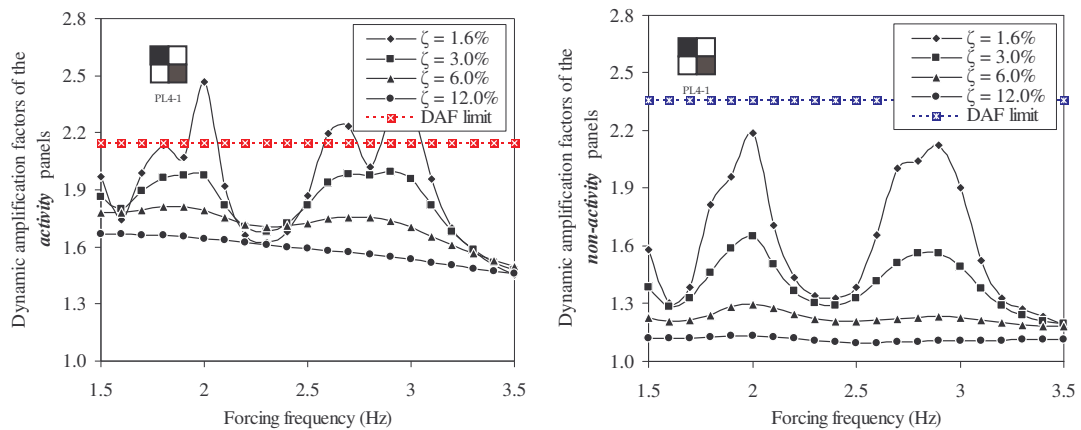 Dynamic amplification factors of the
activity panels
2.8
2.5
2.2
1.9
1.6
1.3
1.0
PL4-1
ζ = 1.6%
ζ = 3.0%
ζ = 6.0%
ζ = 12.0%
DAF limit
1.5
2
2.5
3
3.5
Forcing frequency (Hz)
Dynamic amplification factors of the
non-activity panels
2.8
2.5
2.2
1.9
1.6
1.3
1.0
PL4-1
ζ = 1.6%
ζ = 3.0%
ζ = 6.0%
ζ = 12.0%
DAF limit
1.5
2
2.5
3
3.5
Forcing frequency (Hz)